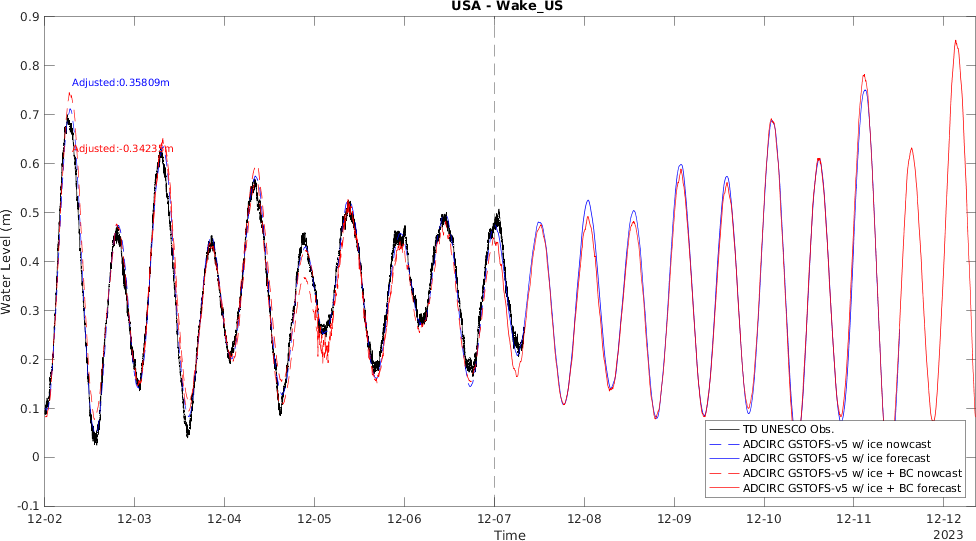 USA - Wake_US
0.9
0.8
0.7
0.6
0.5
0.4
0.3
0.2
0.1
0
-0.1
Water Level (m)
Adjusted:0.35809m
Adjusted:-0.34235m
TD UNESCO Obs.
ADCIRC GSTOFS-v5 w/ ice nowcast
ADCIRC GSTOFS-v5 w/ ice forecast
ADCIRC GSTOFS-v5 w/ ice + BC nowcast
ADCIRC GSTOFS-v5 w/ ice + BC forecast
12-02 12-03 12-04 12-05 12-06 12-07 12-08 12-09 12-10 12-11 12-12
Time 2023